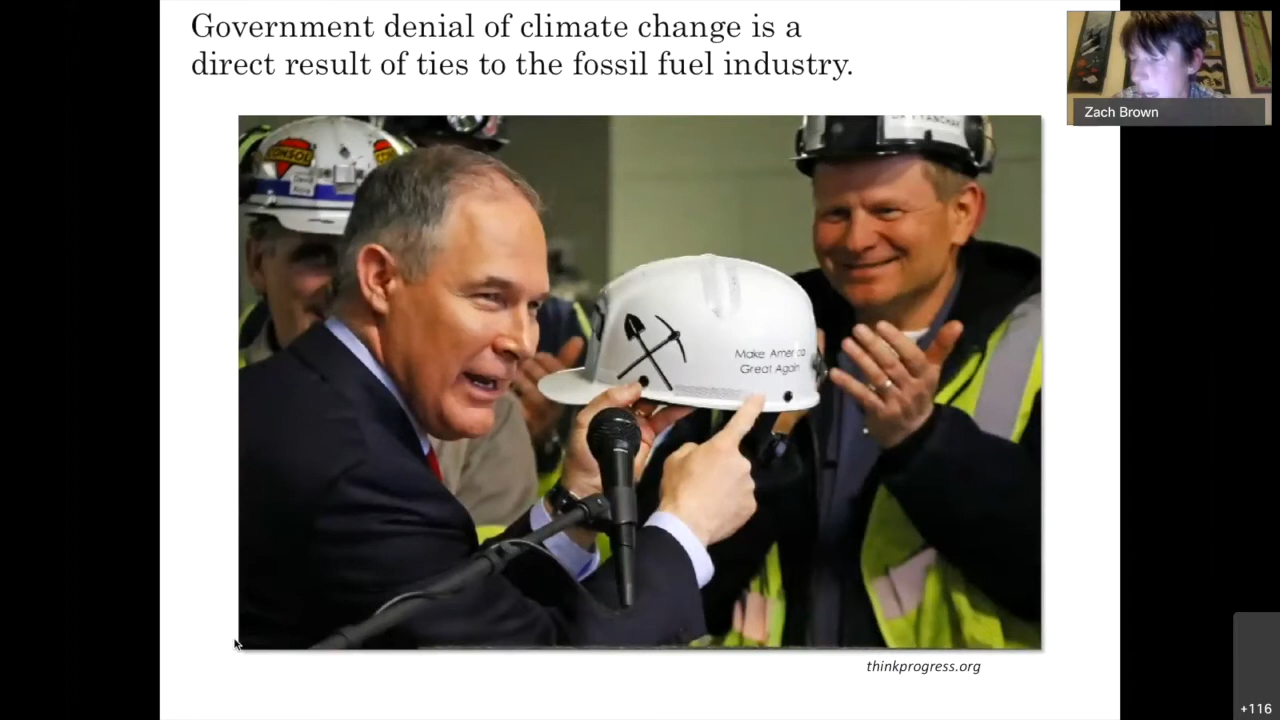 Government denial of climate change is a
direct result of ties to the fossil fuel industry.
Zach Brown
CONSOL
Make America
Great Again
thinkprogress.org
+116